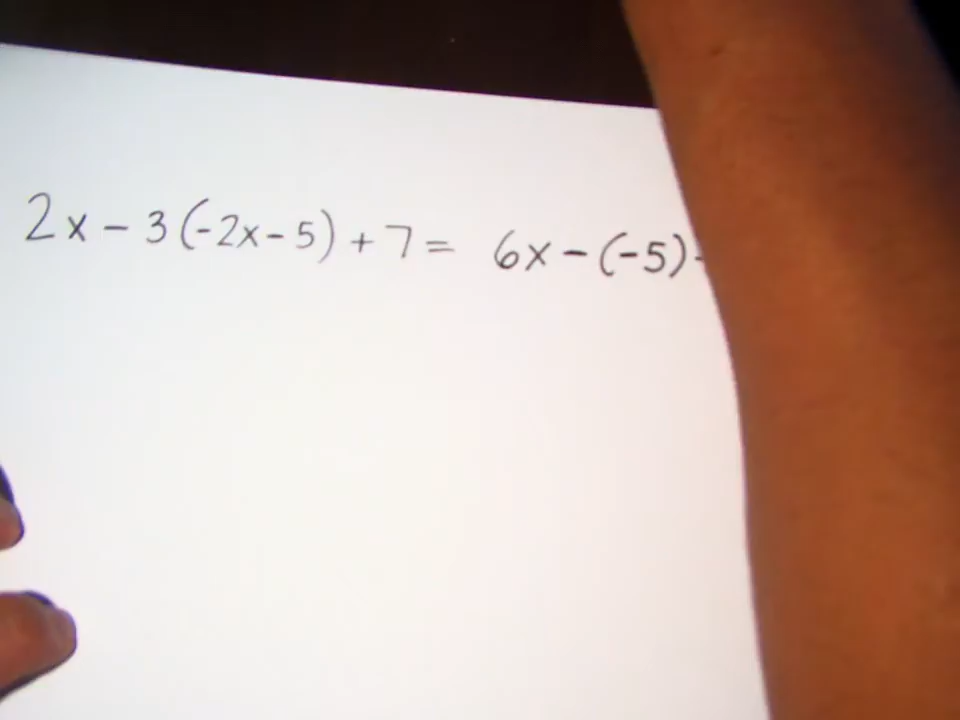 2x - 3(-2x - 5) + 7 = 6x - (-5)